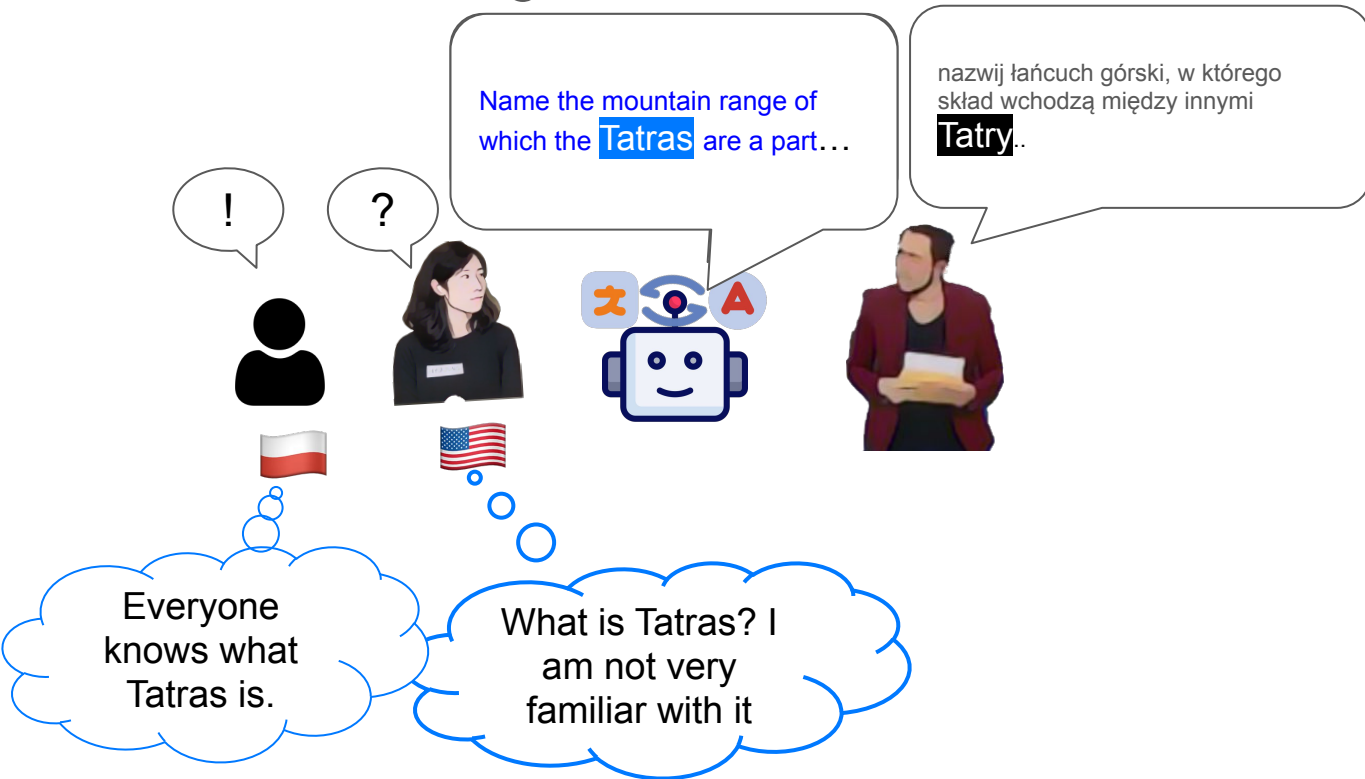 Name the mountain range of
which the Tatras are a part…
nazwij łańcuch górski, w którego
skład wchodzą między innymi
Tatry..
!
?
文
A
Everyone
knows what
Tatras is.
What is Tatras? I
am not very
familiar with it